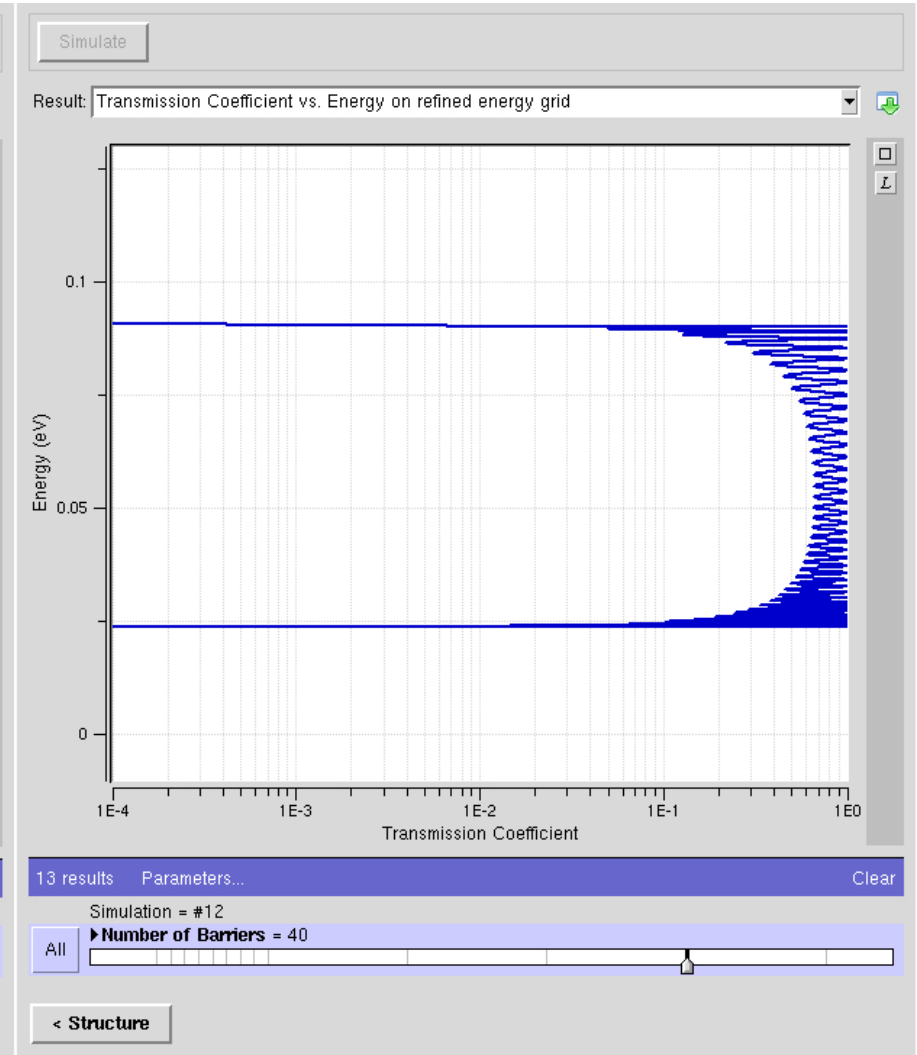 Simulate
Result: Transmission Coefficient vs. Energy on refined energy grid
L
0.1
0.05
0
Energy (eV)
1E-4 1E-3 1E-2 1E-1 1E0
Transmission Coefficient
13 results Parameters... Clear
Simulation = #12
All
Number of Barriers = 40
< Structure